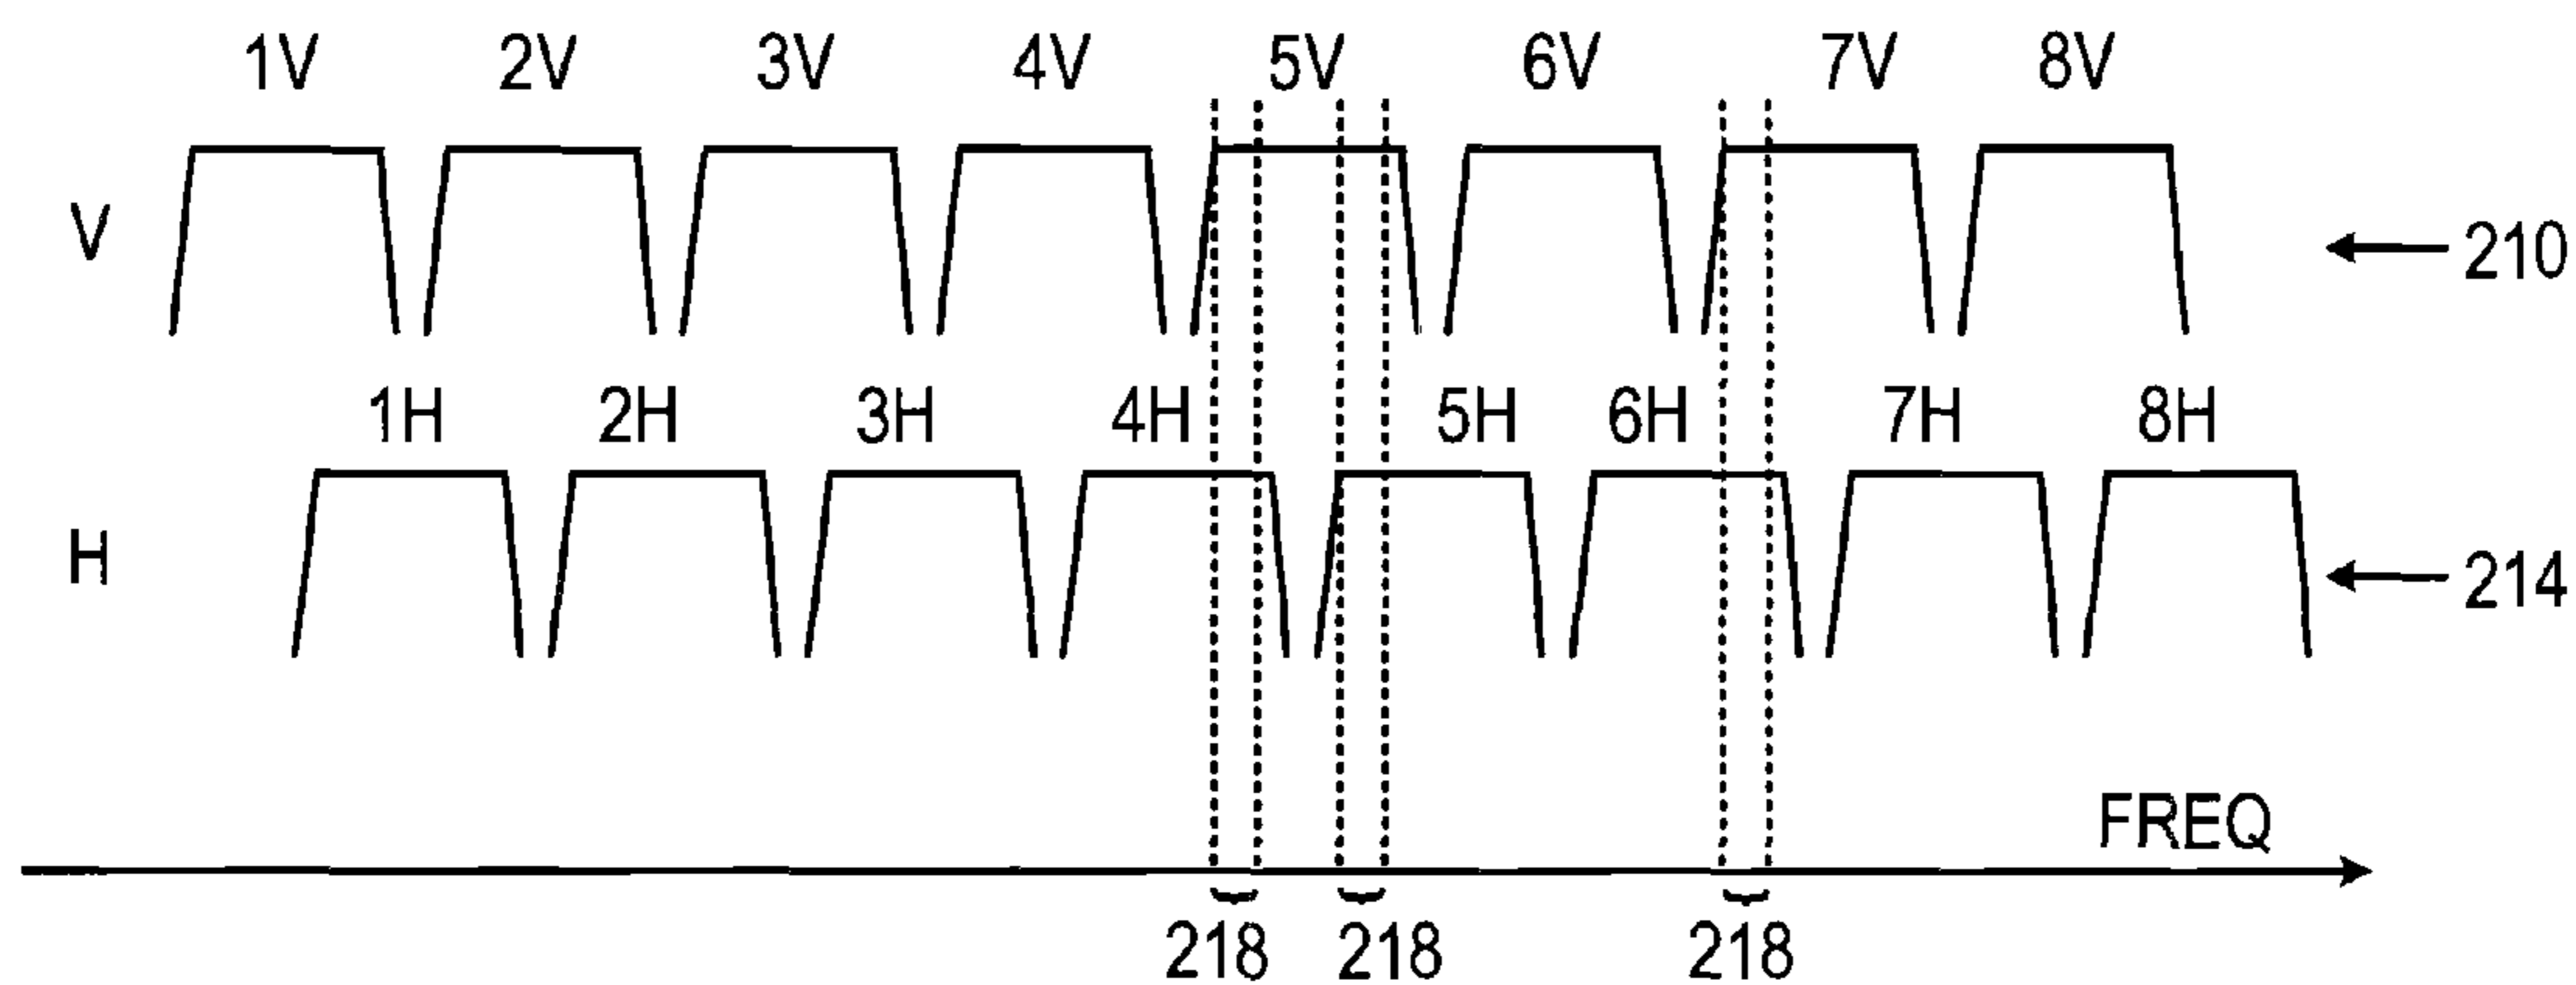 1V 2V 3V 4V 5V 6V 7V 8V
V 210
1H 2H 3H 4H 5H 6H 7H 8H
H 214
FREQ
218 218 218